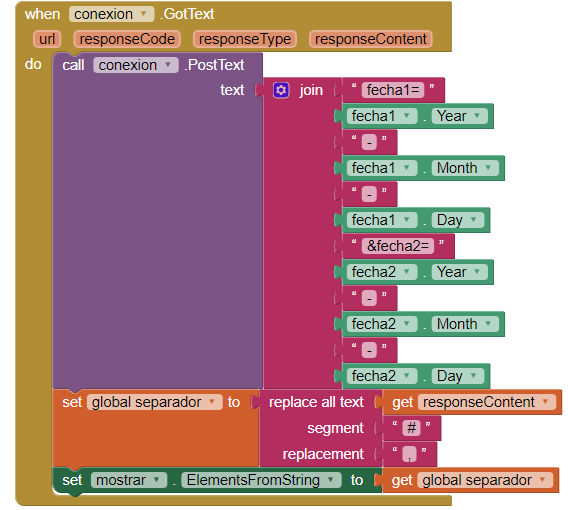 when conexion .GotText
url responseCode responseType responseContent
do call conexion .PostText
text join “ fecha1= ”
fecha1 . Year
“ - ”
fecha1 . Month
“ - ”
fecha1 . Day
“ &fecha2= ”
fecha2 . Year
“ - ”
fecha2 . Month
“ - ”
fecha2 . Day
set global separador to replace all text get responseContent
segment “ # ”
replacement “ , ”
set mostrar . ElementsFromString to get global separador